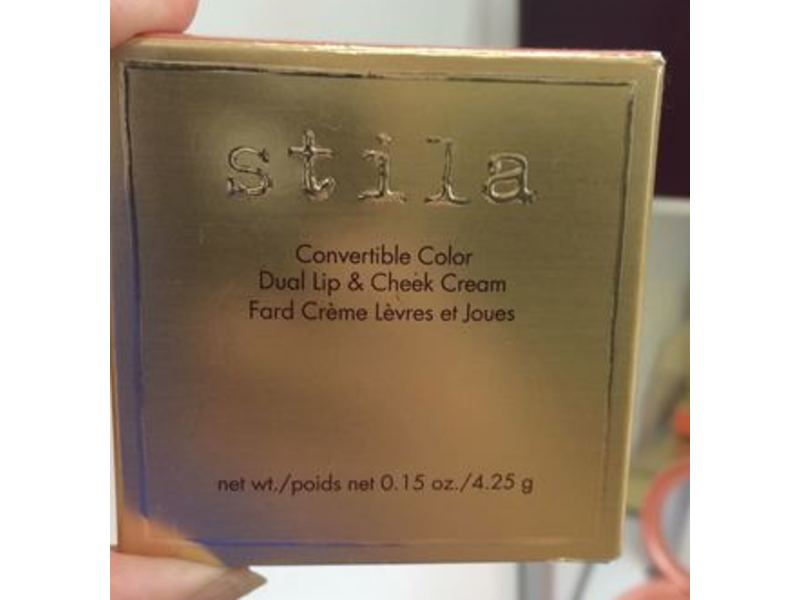 stila
Convertible Color
Dual Lip & Cheek Cream
Fard Crème Lèvres et Joues
net wt./poids net 0.15 oz./4.25 g